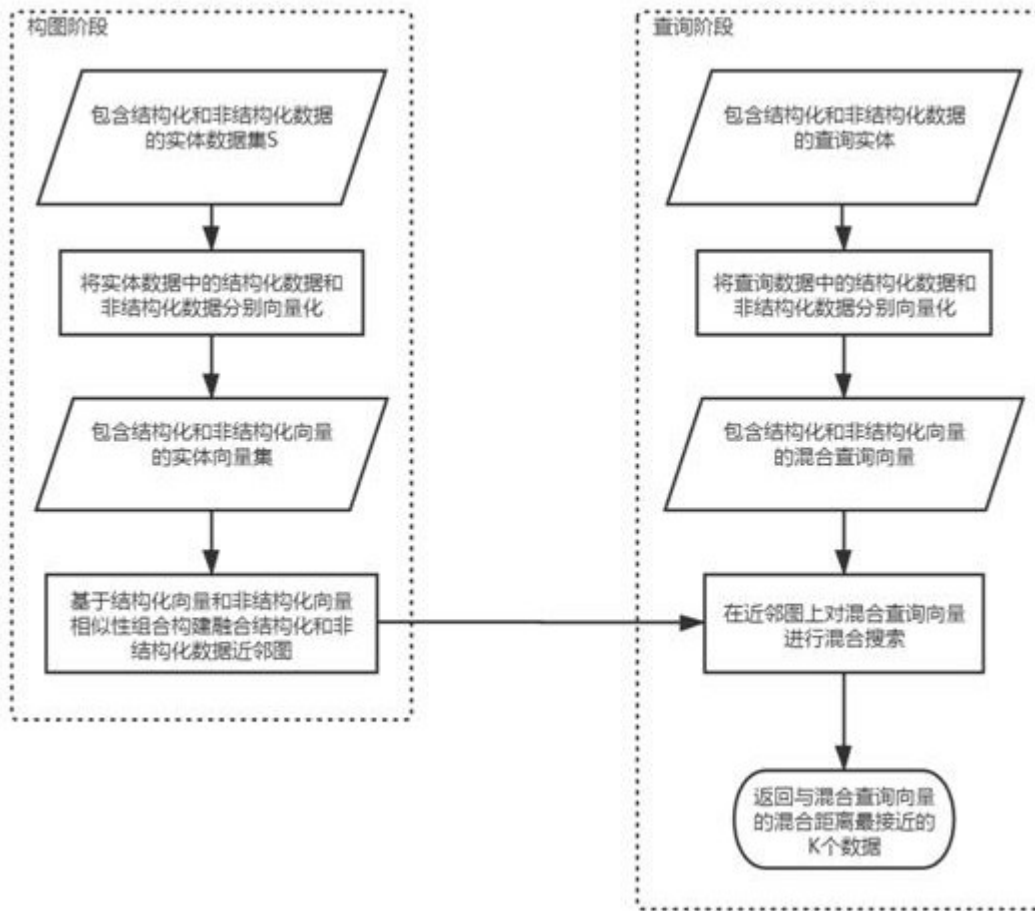 构图阶段
包含结构化和非结构化数据
的实体数据集S
将实体数据中的结构化数据和
非结构化数据分别向量化
包含结构化和非结构化向量
的实体向量集
基于结构化向量和非结构化向量
相似性组合构建融合结构化和非
结构化数据近邻图
查询阶段
包含结构化和非结构化数据
的查询实体
将查询数据中的结构化数据和
非结构化数据分别向量化
包含结构化和非结构化向量
的混合查询向量
在近邻图上对混合查询向量
进行混合搜索
返回与混合查询向量
的混合距离最接近的
K个数据